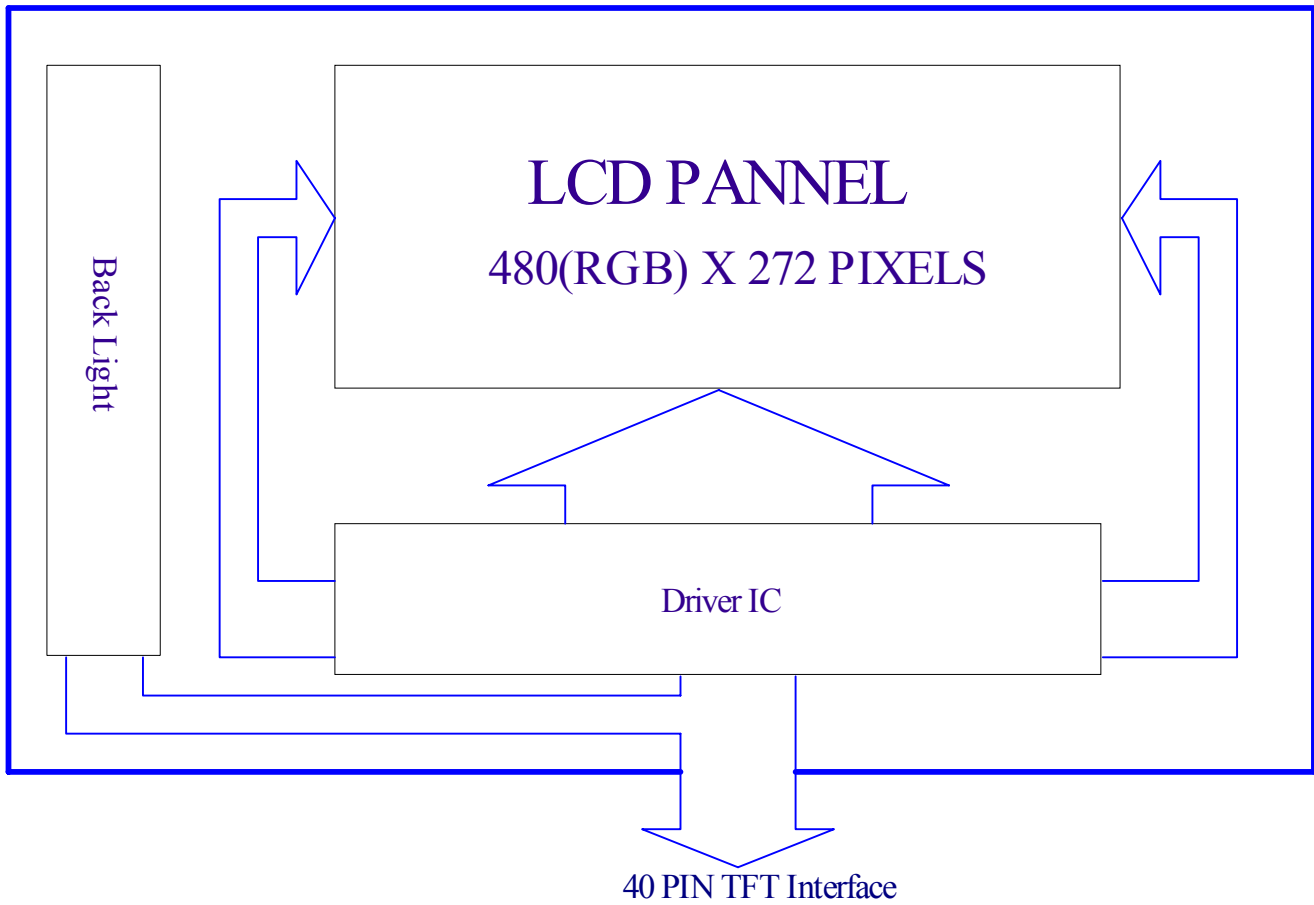 LCD PANNEL
480(RGB) X 272 PIXELS
Back Light
Driver IC
40 PIN TFT Interface